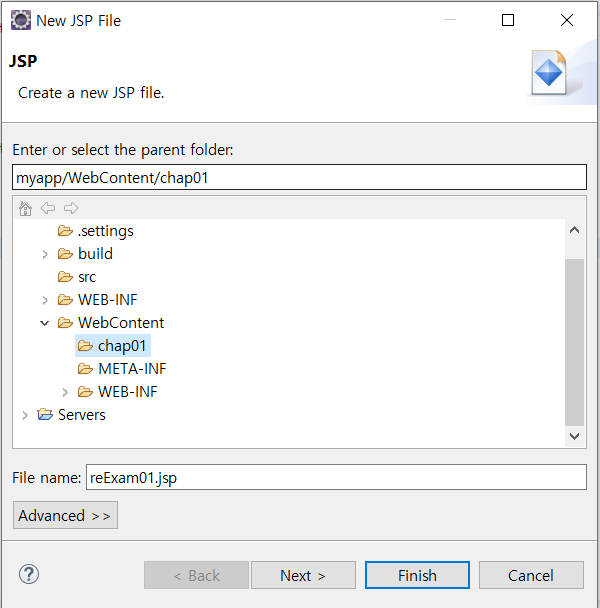 New JSP File
JSP
Create a new JSP file.
Enter or select the parent folder:
myapp/WebContent/chap01
.settings
build
src
WEB-INF
WebContent
chap01
META-INF
WEB-INF
Servers
File name: reExam01.jsp
Advanced >>
? < Back Next > Finish Cancel